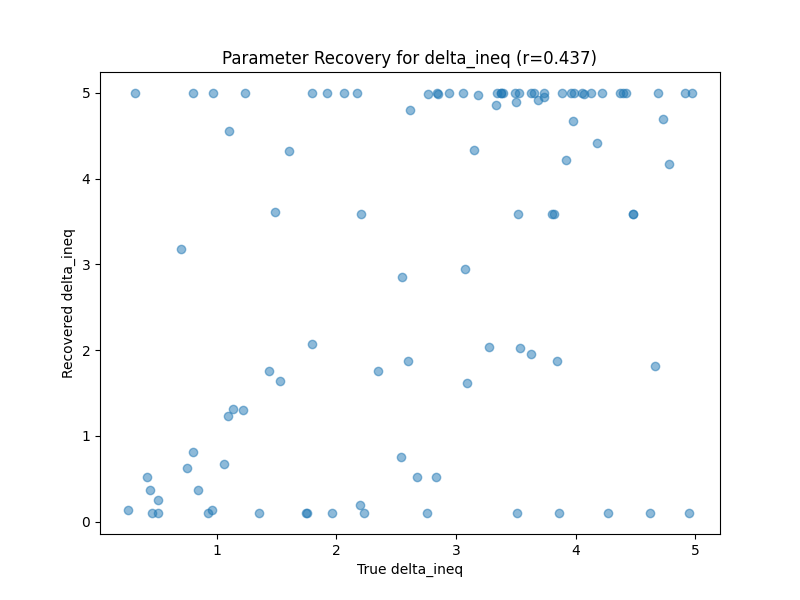 Parameter Recovery for delta_ineq (r=0.437)
Recovered delta_ineq
5
4
3
2
1
0
1 2 3 4 5
True delta_ineq